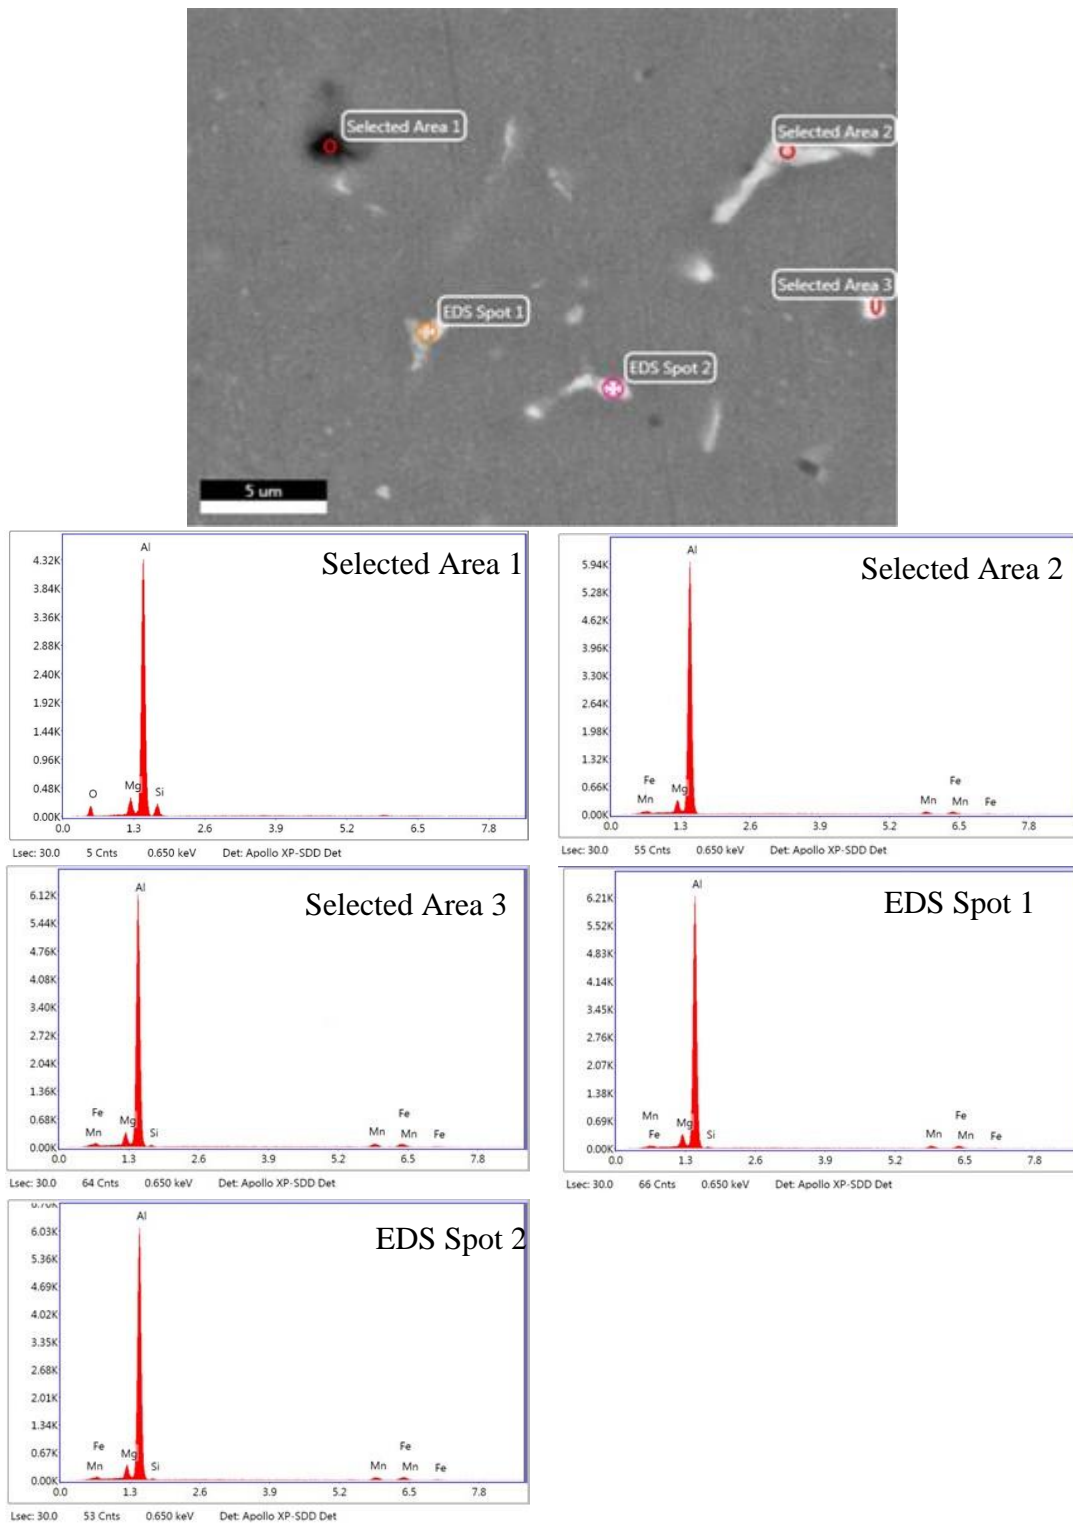 Selected Area 1
Selected Area 2
Selected Area 3
EDS Spot 1
EDS Spot 2
5 um
Selected Area 1
Al
4.32K
3.84K
3.36K
2.88K
2.40K
1.92K
1.44K
0.96K
0.48K
0.00K
O
Mg
Si
0.0 1.3 2.6 3.9 5.2 6.5 7.8
Lsec: 30.0 5 Cnts 0.650 keV Det: Apollo XP-SDD Det
Selected Area 2
Al
5.94K
5.28K
4.62K
3.96K
3.30K
2.64K
1.98K
1.32K
0.66K
0.00K
Fe
Mn
Mg
Mn
Fe
Mn
Fe
0.0 1.3 2.6 3.9 5.2 6.5 7.8
Lsec: 30.0 55 Cnts 0.650 keV Det: Apollo XP-SDD Det
Selected Area 3
Al
6.12K
5.44K
4.76K
4.08K
3.40K
2.72K
2.04K
1.36K
0.68K
0.00K
Fe
Mn
Mg
Si
Mn
Fe
Mn
Fe
0.0 1.3 2.6 3.9 5.2 6.5 7.8
Lsec: 30.0 64 Cnts 0.650 keV Det: Apollo XP-SDD Det
EDS Spot 1
Al
6.21K
5.52K
4.83K
4.14K
3.45K
2.76K
2.07K
1.38K
0.69K
0.00K
Mn
Fe
Mg
Si
Mn
Fe
Mn
Fe
0.0 1.3 2.6 3.9 5.2 6.5 7.8
Lsec: 30.0 66 Cnts 0.650 keV Det: Apollo XP-SDD Det
EDS Spot 2
Al
6.03K
5.36K
4.69K
4.02K
3.35K
2.68K
2.01K
1.34K
0.67K
0.00K
Fe
Mn
Mg
Si
Mn
Fe
Mn
Fe
0.0 1.3 2.6 3.9 5.2 6.5 7.8
Lsec: 30.0 53 Cnts 0.650 keV Det: Apollo XP-SDD Det